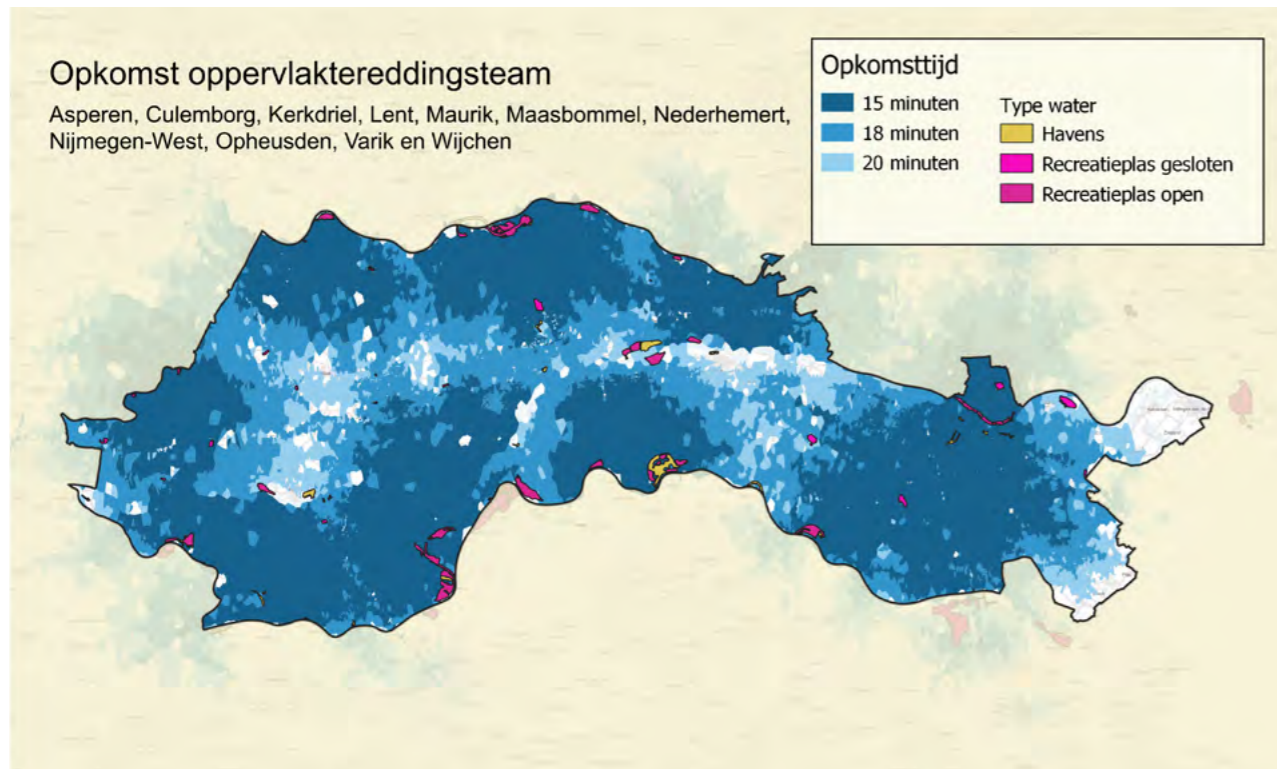 Opkomst oppervlaktereddingsteam
Asperen, Culemborg, Kerkdriel, Lent, Maurik, Maasbommel, Nederhemert,
Nijmegen-West, Opheusden, Varik en Wijchen
Opkomsttijd
15 minuten
18 minuten
20 minuten
Type water
Havens
Recreatieplas gesloten
Recreatieplas open